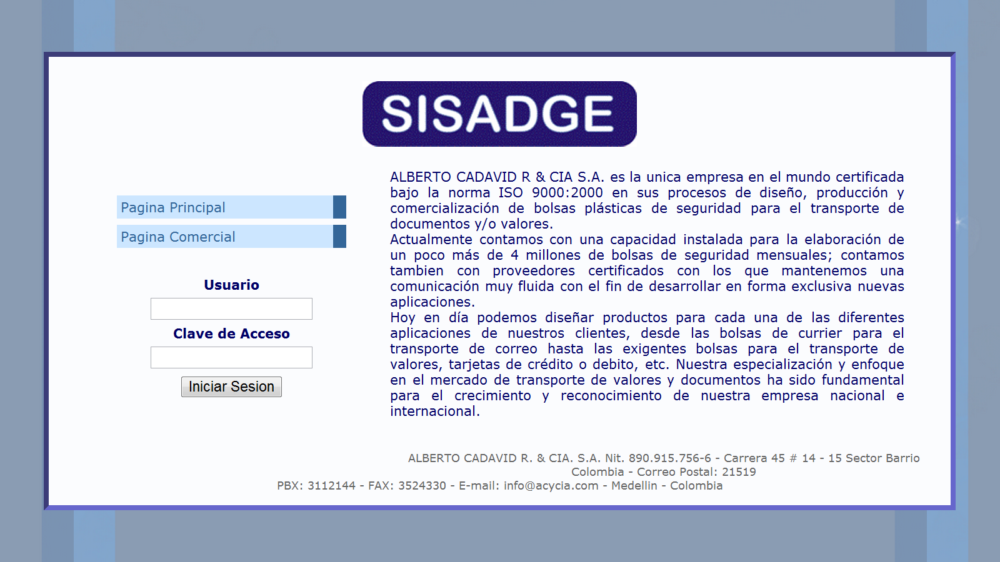 SISADGE
Pagina Principal
Pagina Comercial
Usuario
Clave de Acceso
Iniciar Sesion
ALBERTO CADAVID R & CIA S.A. es la unica empresa en el mundo certificada
bajo la norma ISO 9000:2000 en sus procesos de diseño, producción y
comercialización de bolsas plásticas de seguridad para el transporte de
documentos y/o valores.
Actualmente contamos con una capacidad instalada para la elaboración de
un poco más de 4 millones de bolsas de seguridad mensuales; contamos
tambien con proveedores certificados con los que mantenemos una
comunicación muy fluida con el fin de desarrollar en forma exclusiva nuevas
aplicaciones.
Hoy en día podemos diseñar productos para cada una de las diferentes
aplicaciones de nuestros clientes, desde las bolsas de currier para el
transporte de correo hasta las exigentes bolsas para el transporte de
valores, tarjetas de crédito o debito, etc. Nuestra especialización y enfoque
en el mercado de transporte de valores y documentos ha sido fundamental
para el crecimiento y reconocimiento de nuestra empresa nacional e
internacional.
ALBERTO CADAVID R. & CIA. S.A. Nit. 890.915.756-6 - Carrera 45 # 14 - 15 Sector Barrio
Colombia - Correo Postal: 21519
PBX: 3112144 - FAX: 3524330 - E-mail: info@acycia.com - Medellin - Colombia